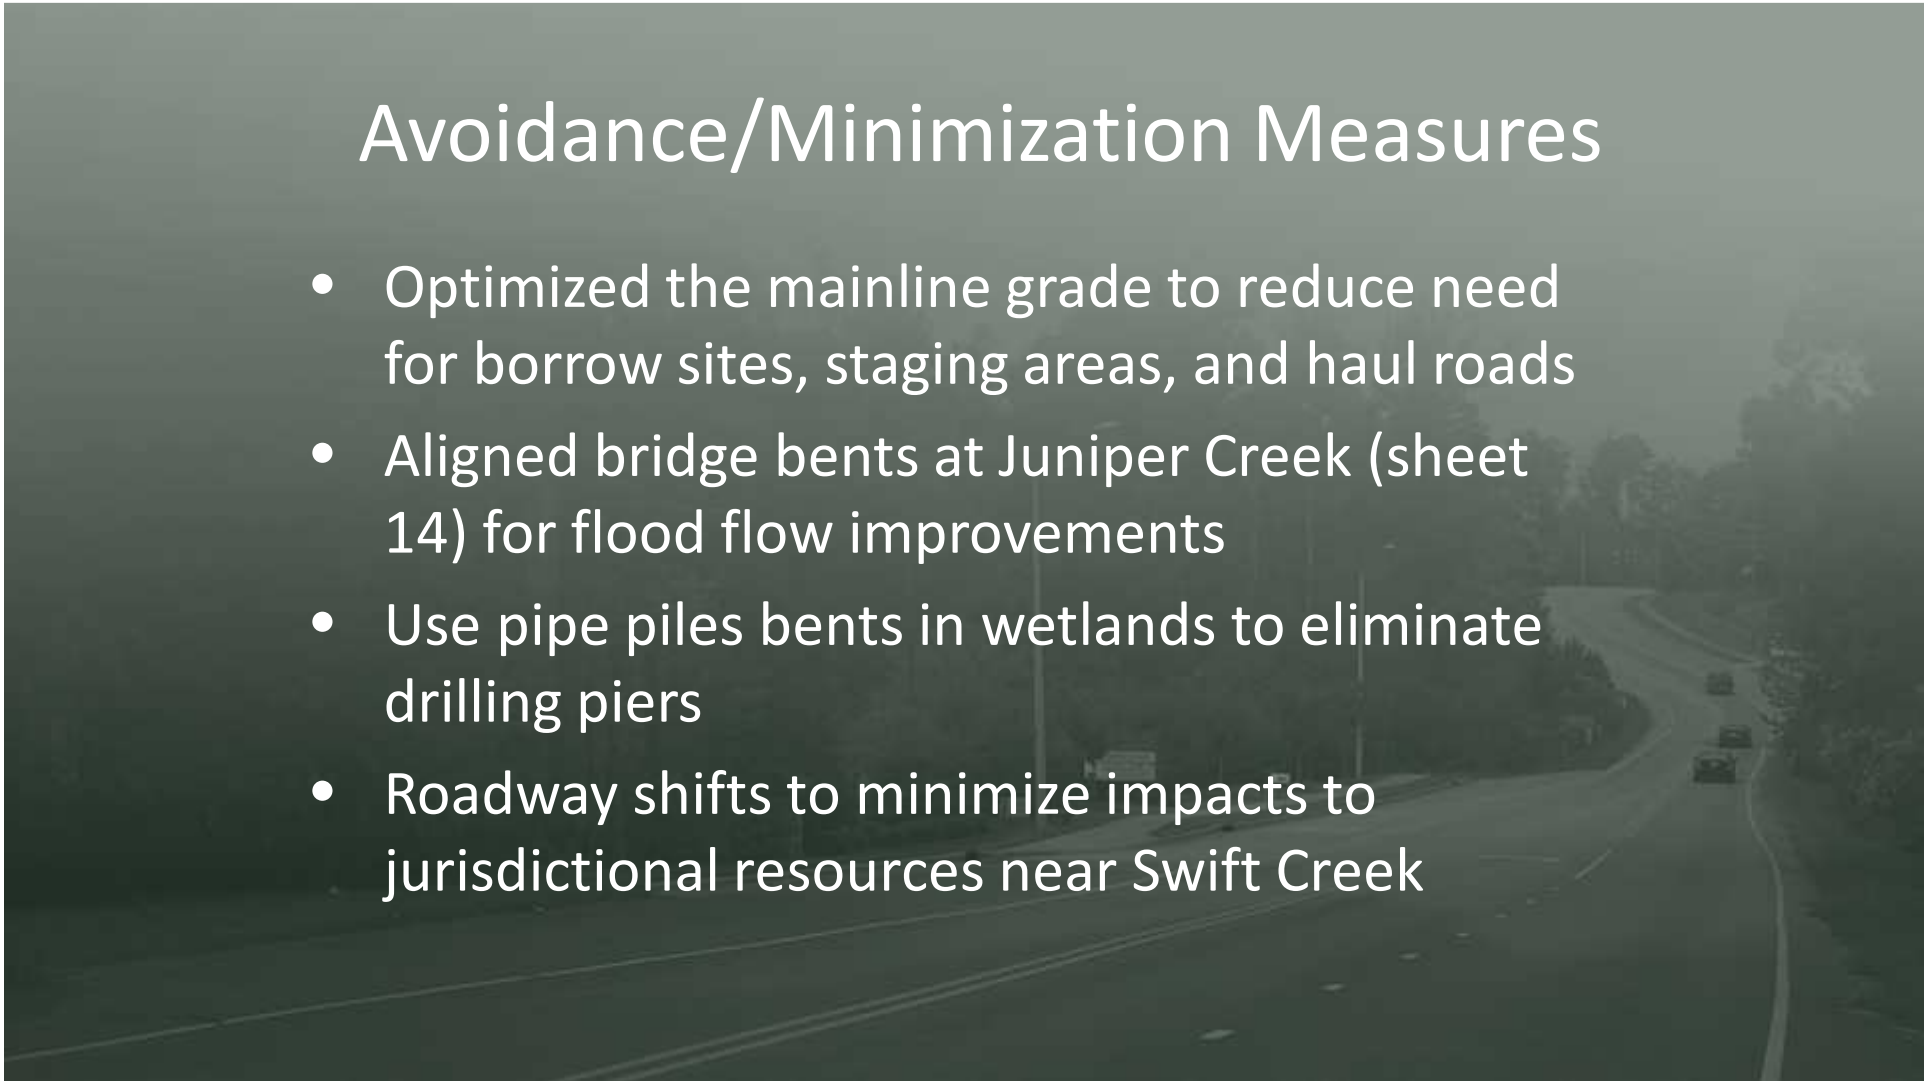 Avoidance/Minimization Measures
• Optimized the mainline grade to reduce need
for borrow sites, staging areas, and haul roads
• Aligned bridge bents at Juniper Creek (sheet
14) for flood flow improvements
• Use pipe piles bents in wetlands to eliminate
drilling piers
• Roadway shifts to minimize impacts to
jurisdictional resources near Swift Creek